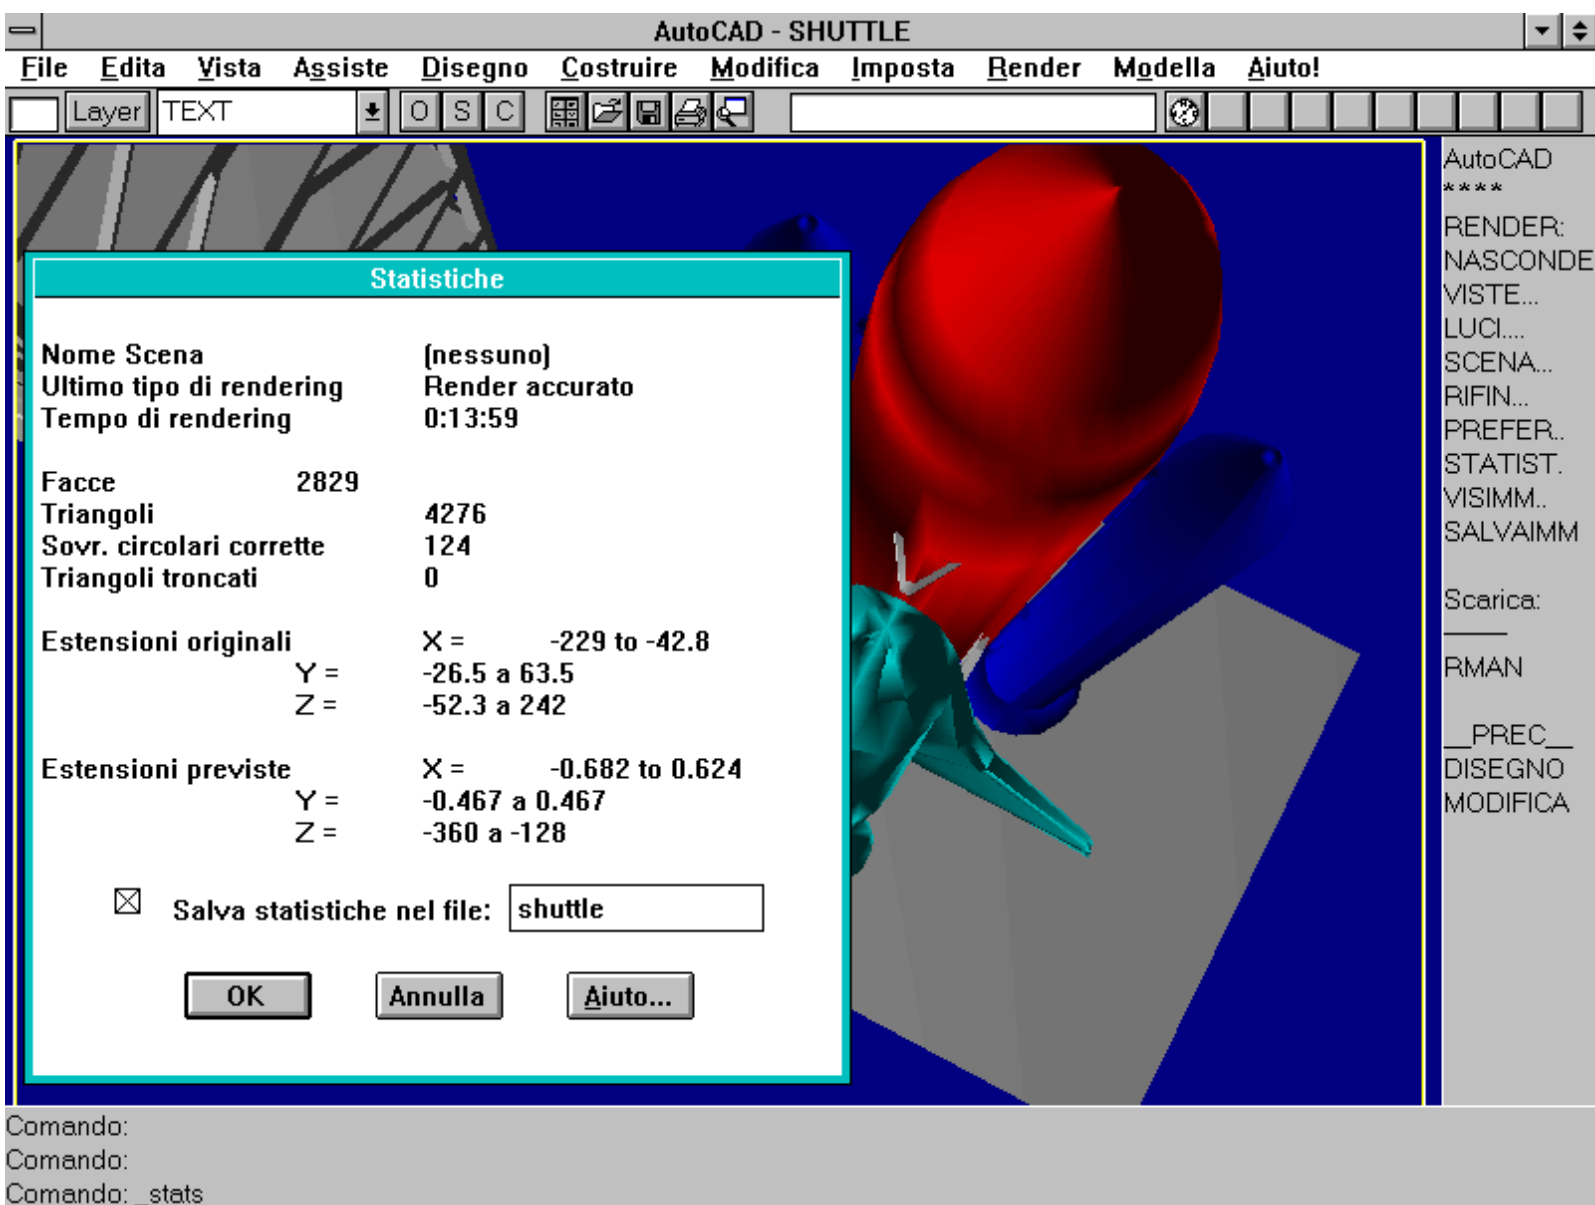 AutoCAD - SHUTTLE
File Edita Vista Assiste Disegno Costruire Modifica Imposta Render Modella Aiuto!
Layer TEXT O S C
Statistiche
Nome Scena (nessuno)
Ultimo tipo di rendering Render accurato
Tempo di rendering 0:13:59
Facce 2829
Triangoli 4276
Sovr. circolari corrette 124
Triangoli troncati 0
Estensioni originali X = -229 to -42.8
Y = -26.5 a 63.5
Z = -52.3 a 242
Estensioni previste X = -0.682 to 0.624
Y = -0.467 a 0.467
Z = -360 a -128
Salva statistiche nel file: shuttle
OK Annulla Aiuto...
AutoCAD
* * * *
RENDER:
NASCONDE
VISTE...
LUCI....
SCENA...
RIFIN...
PREFER..
STATIST.
VISIMM..
SALVAIMM
Scarica:
RMAN
__PREC__
DISEGNO
MODIFICA
Comando:
Comando:
Comando: _stats